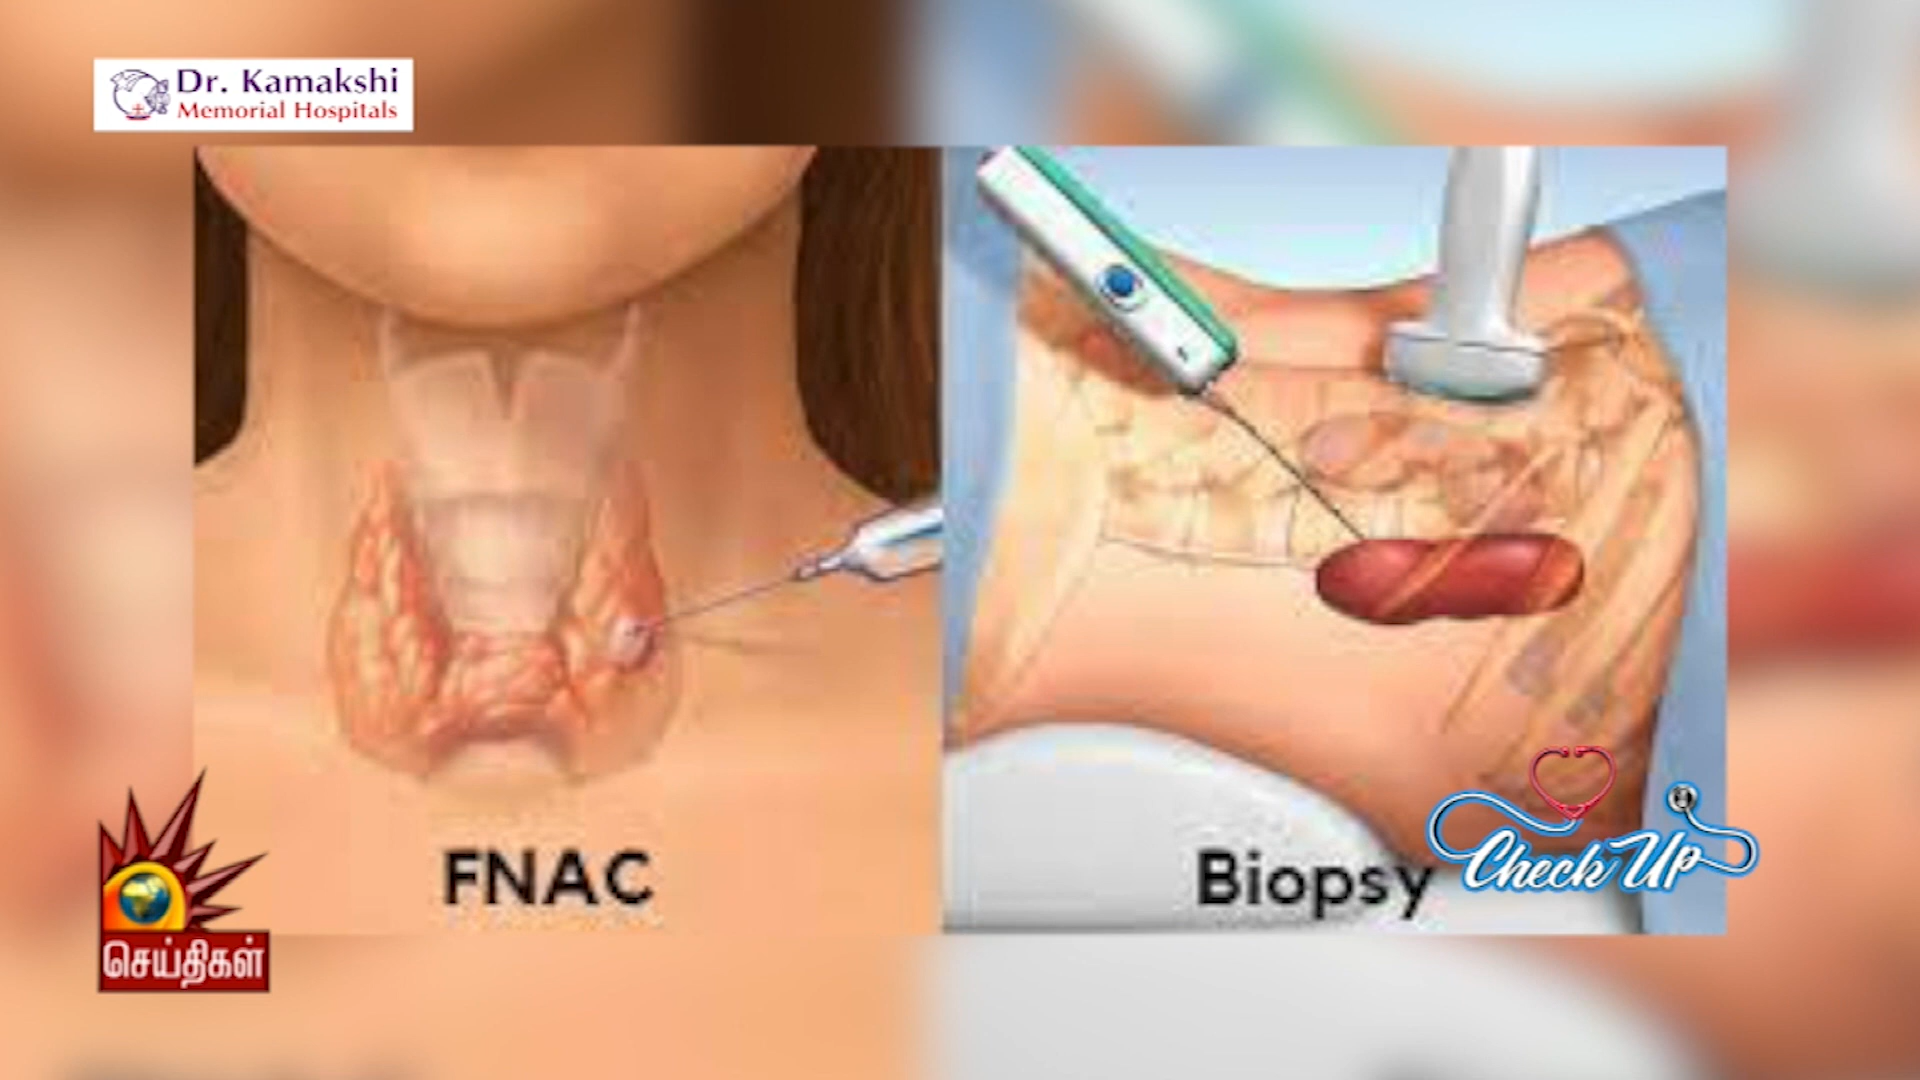 Dr. Kamakshi
Memorial Hospitals
FNAC
Biopsy
Check Up
செய்திகள்